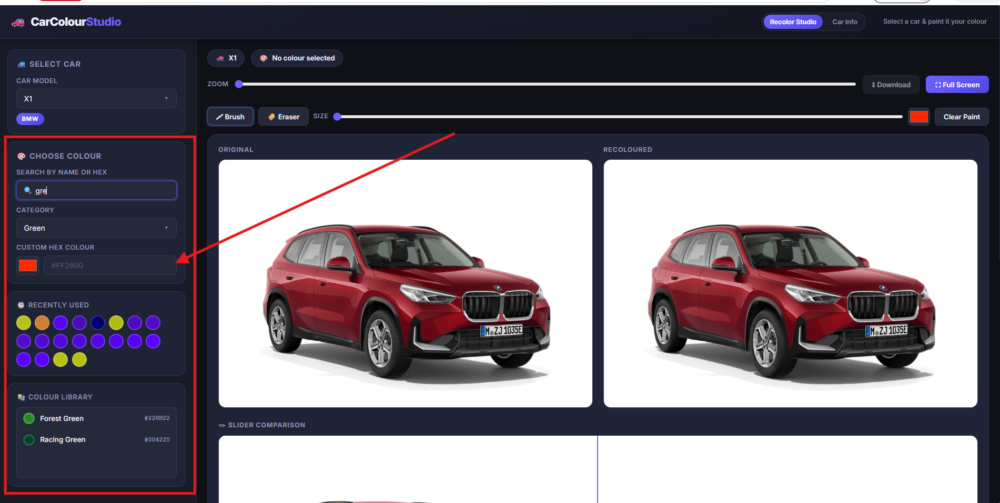 CarColourStudio
Recolor Studio
Car Info
Select a car & paint it your colour
SELECT CAR
CAR MODEL
X1
BMW
CHOOSE COLOUR
SEARCH BY NAME OR HEX
gre
CATEGORY
Green
CUSTOM HEX COLOUR
#FF2800
RECENTLY USED
COLOUR LIBRARY
Forest Green #228B22
Racing Green #004225
X1
No colour selected
ZOOM
Download
Full Screen
Brush
Eraser
SIZE
Clear Paint
ORIGINAL
RECOLOURED
M ZJ 1035E
M ZJ 1035E
SLIDER COMPARISON